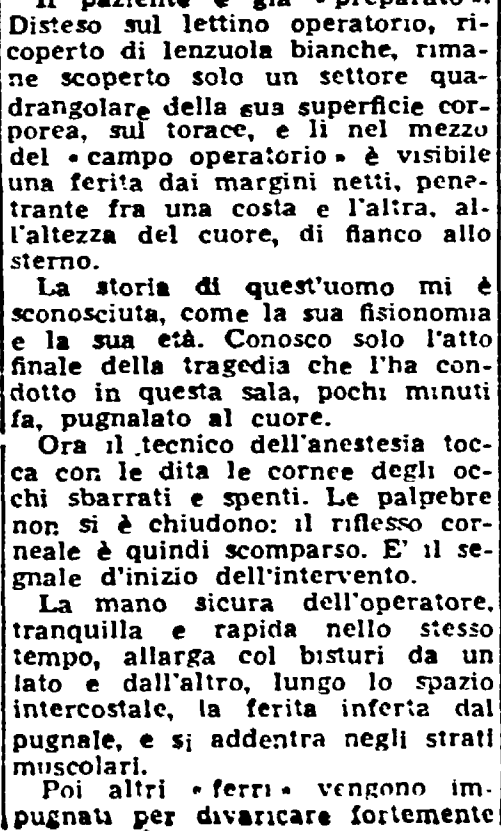 Il paziente è già « preparato ».
Disteso sul lettino operatorio, ri-
coperto di lenzuola bianche, rima-
ne scoperto solo un settore qua-
drangolare della sua superficie cor-
porea, sul torace, e lì nel mezzo
del « campo operatorio » è visibile
una ferita dai margini netti, pene-
trante fra una costa e l'altra, al-
l'altezza del cuore, di fianco allo
sterno.
La storia di quest'uomo mi è
sconosciuta, come la sua fisionomia
e la sua età. Conosco solo l'atto
finale della tragedia che l'ha con-
dotto in questa sala, pochi minuti
fa, pugnalato al cuore.
Ora il tecnico dell'anestesia toc-
ca con le dita le cornee degli oc-
chi sbarrati e spenti. Le palpebre
non si è chiudono: il riflesso cor-
neale è quindi scomparso. E' il se-
gnale d'inizio dell'intervento.
La mano sicura dell'operatore,
tranquilla e rapida nello stesso
tempo, allarga col bisturi da un
lato e dall'altro, lungo lo spazio
intercostale, la ferita inferta dal
pugnale, e si addentra negli strati
muscolari.
Poi altri « ferri » vengono im-
pugnati per divaricare fortemente